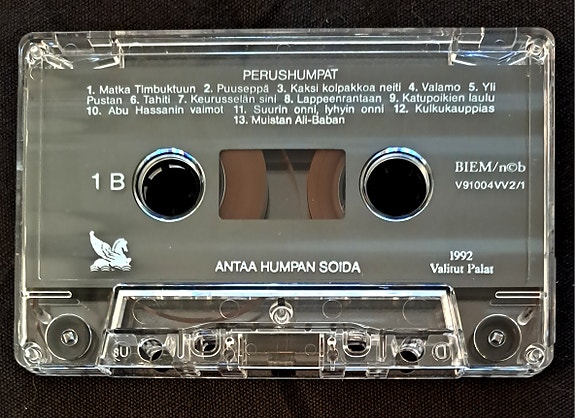 PERUSHUMPAT
1. Matka Timbuktuun 2. Puuseppä 3. Kaksi kolpakkoa neiti 4. Valamo 5. Yli
Pustan 6. Tahiti 7. Keurusselän sini 8. Lappeenrantaan 9. Katupoikien laulu
10. Abu Hassanin vaimot 11. Suurin onni, lyhyin onni 12. Kulkukauppias
13. Muistan Ali-Baban
1 B
BIEM/n©b
V91004VV2/1
ANTAA HUMPAN SOIDA
1992
Valitut Palat